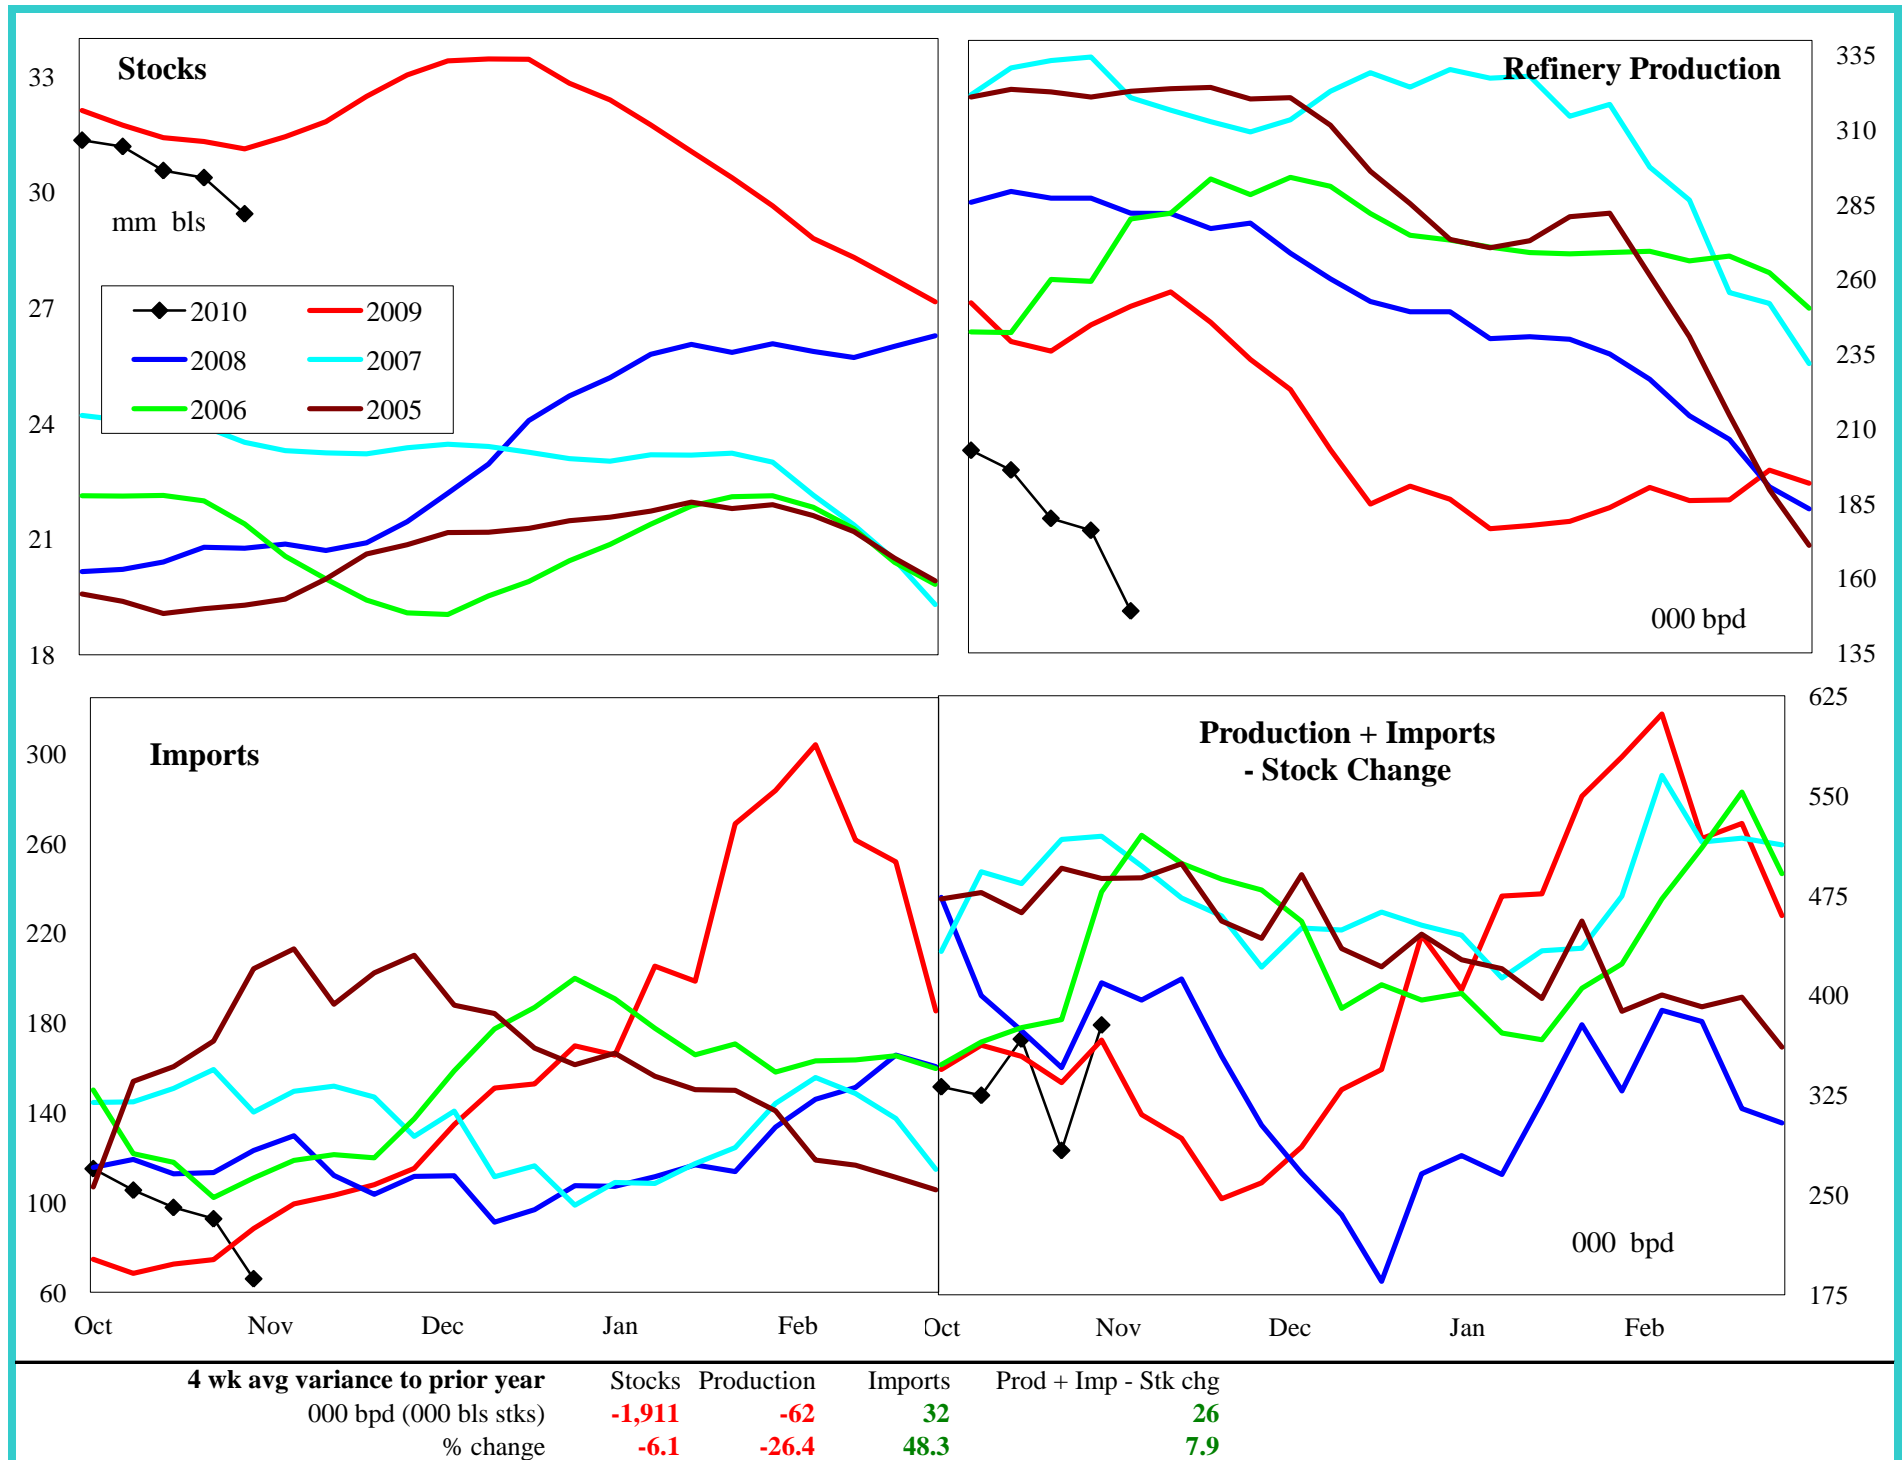 Stocks
33
30
27
24
21
18
mm bls
2010
2009
2008
2007
2006
2005
Refinery Production
335
310
285
260
235
210
185
160
135
000 bpd
Imports
300
260
220
180
140
100
60
Oct Nov Dec Jan Feb
Production + Imports
- Stock Change
625
550
475
400
325
250
175
000 bpd
Oct Nov Dec Jan Feb
4 wk avg variance to prior year Stocks Production Imports Prod + Imp - Stk chg
000 bpd (000 bls stks) -1,911 -62 32 26
% change -6.1 -26.4 48.3 7.9